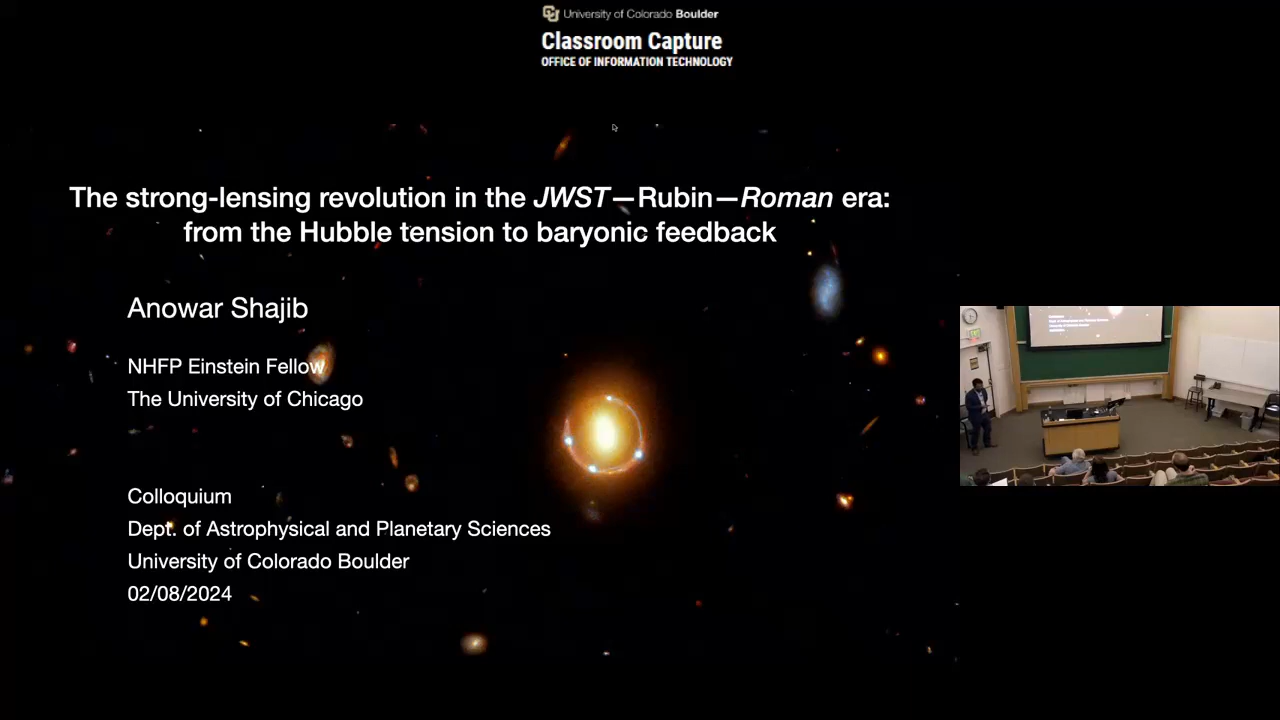 University of Colorado Boulder
Classroom Capture
OFFICE OF INFORMATION TECHNOLOGY
The strong-lensing revolution in the JWST—Rubin—Roman era:
from the Hubble tension to baryonic feedback
Anowar Shajib
NHFP Einstein Fellow
The University of Chicago
Colloquium
Dept. of Astrophysical and Planetary Sciences
University of Colorado Boulder
02/08/2024